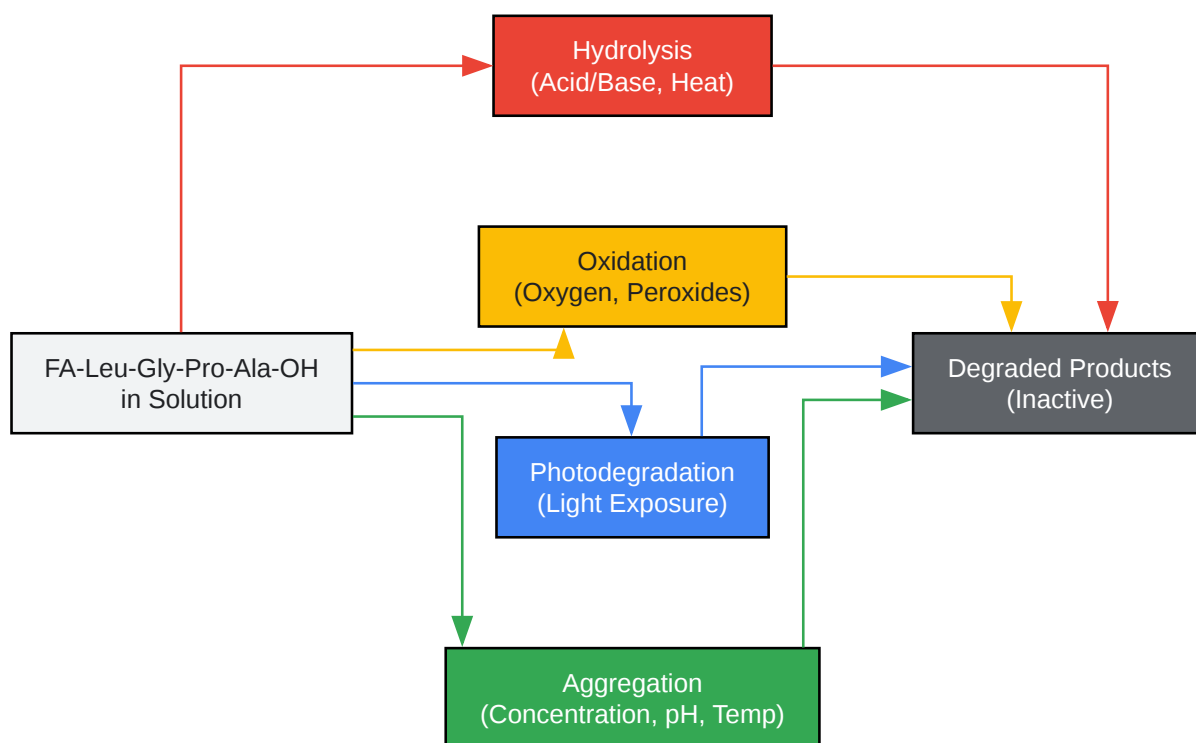 Hydrolysis
(Acid/Base, Heat)
Oxidation
(Oxygen, Peroxides)
FA-Leu-Gly-Pro-Ala-OH
in Solution
Degraded Products
(Inactive)
Photodegradation
(Light Exposure)
Aggregation
(Concentration, pH, Temp)